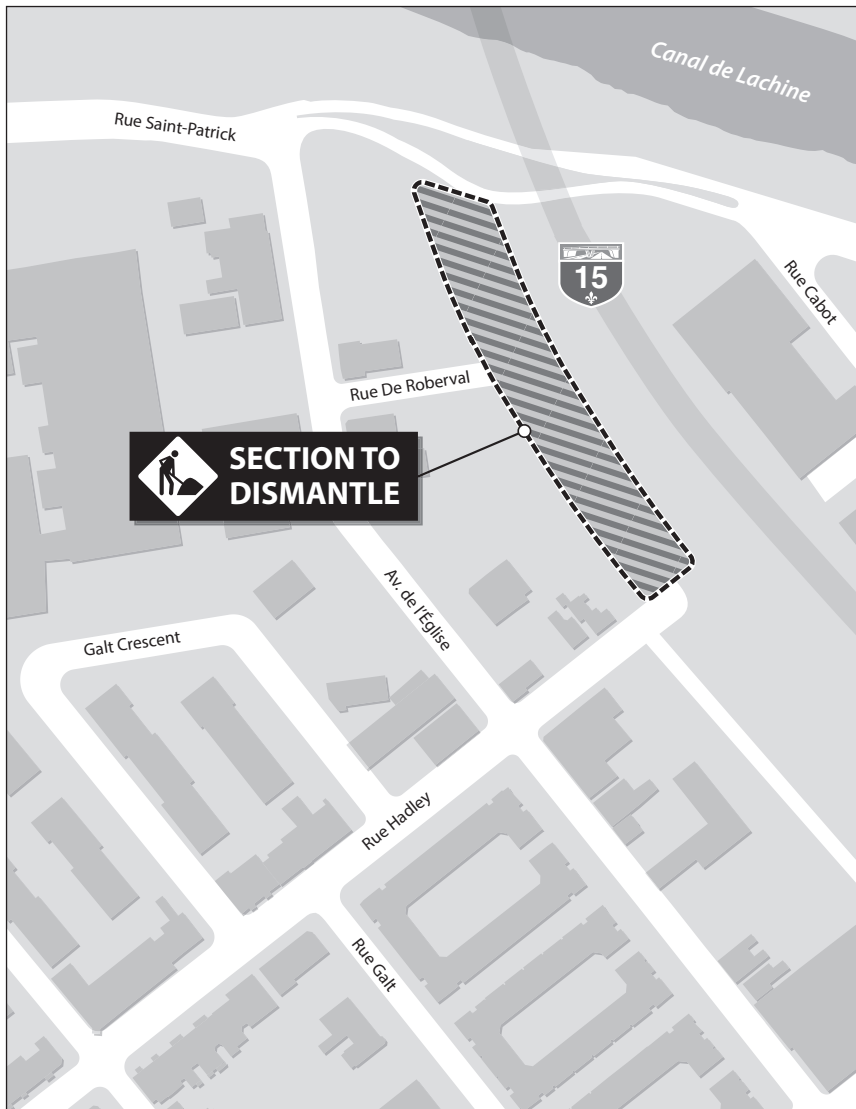 Canal de Lachine
Rue Saint-Patrick
15
Rue Cabot
Rue De Roberval
SECTION TO
DISMANTLE
Av. de l'Église
Galt Crescent
Rue Hadley
Rue Galt